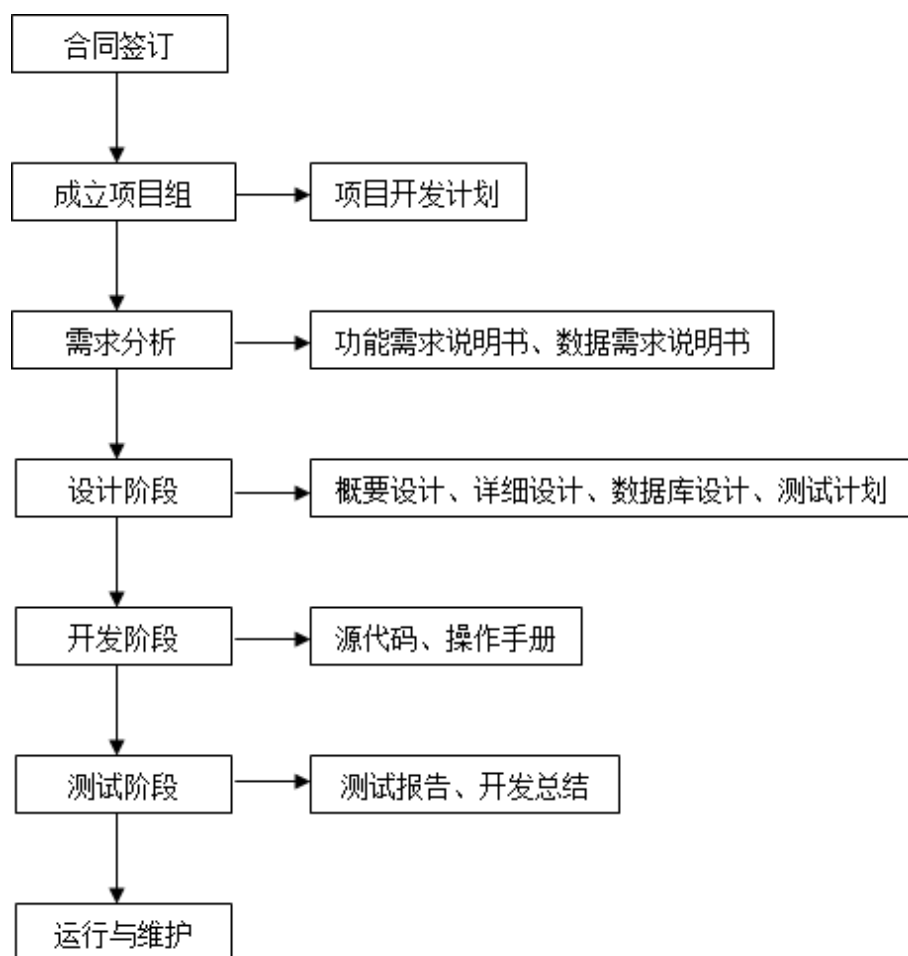 合同签订
成立项目组
项目开发计划
需求分析
功能需求说明书、数据需求说明书
设计阶段
概要设计、详细设计、数据库设计、测试计划
开发阶段
源代码、操作手册
测试阶段
测试报告、开发总结
运行与维护